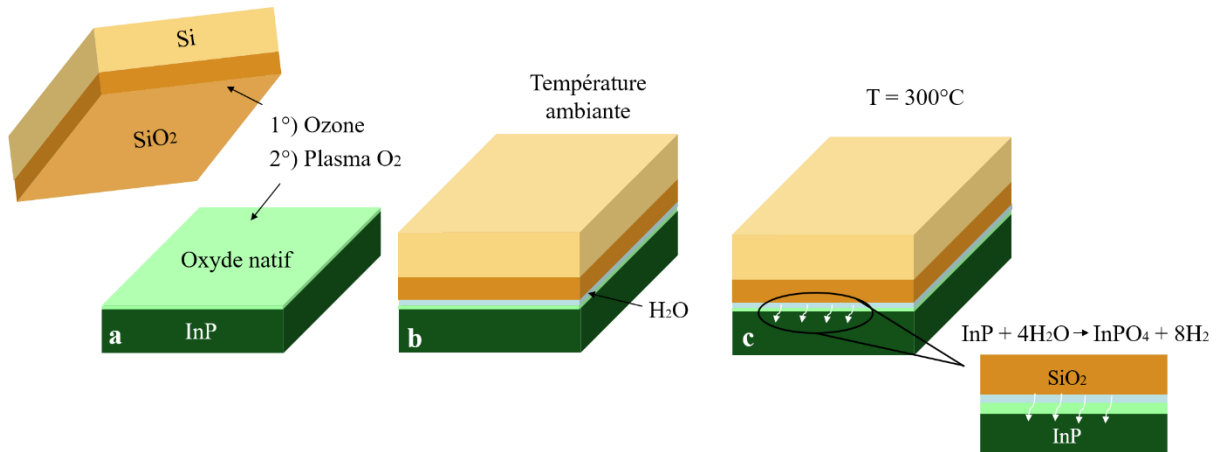 Si
SiO₂
1°) Ozone
2°) Plasma O₂
Oxyde natif
InP
a
Température
ambiante
H₂O
b
T = 300°C
c
InP + 4H₂O → InPO₄ + 8H₂
SiO₂
InP